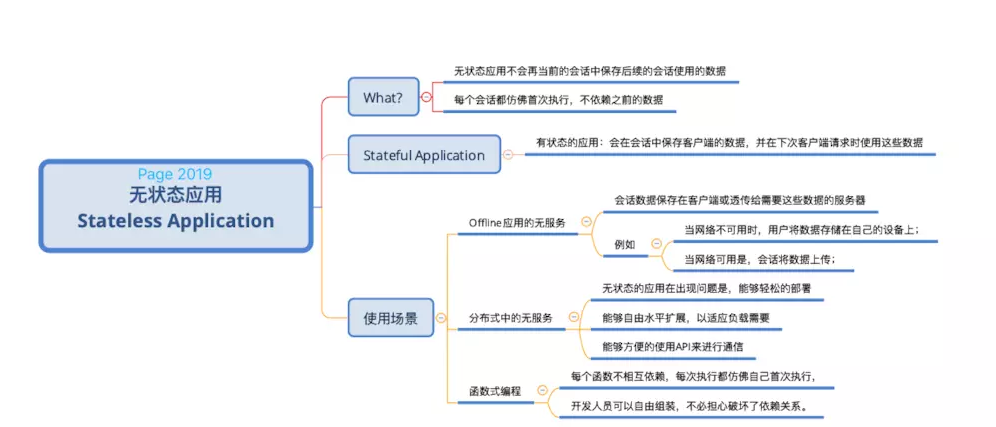 Page 2019
无状态应用
Stateless Application
What?
无状态应用不会再当前的会话中保存后续的会话使用的数据
每个会话都仿佛首次执行，不依赖之前的数据
Stateful Application
有状态的应用：会在会话中保存客户端的数据，并在下次客户端请求时使用这些数据
使用场景
Offline应用的无服务
会话数据保存在客户端或透传给需要这些数据的服务器
例如
当网络不可用时，用户将数据存储在自己的设备上；
当网络可用是，会话将数据上传；
分布式中的无服务
无状态的应用在出现问题是，能够轻松的部署
能够自由水平扩展，以适应负载需要
能够方便的使用API来进行通信
函数式编程
每个函数不相互依赖，每次执行都仿佛自己首次执行，
开发人员可以自由组装，不必担心破坏了依赖关系。